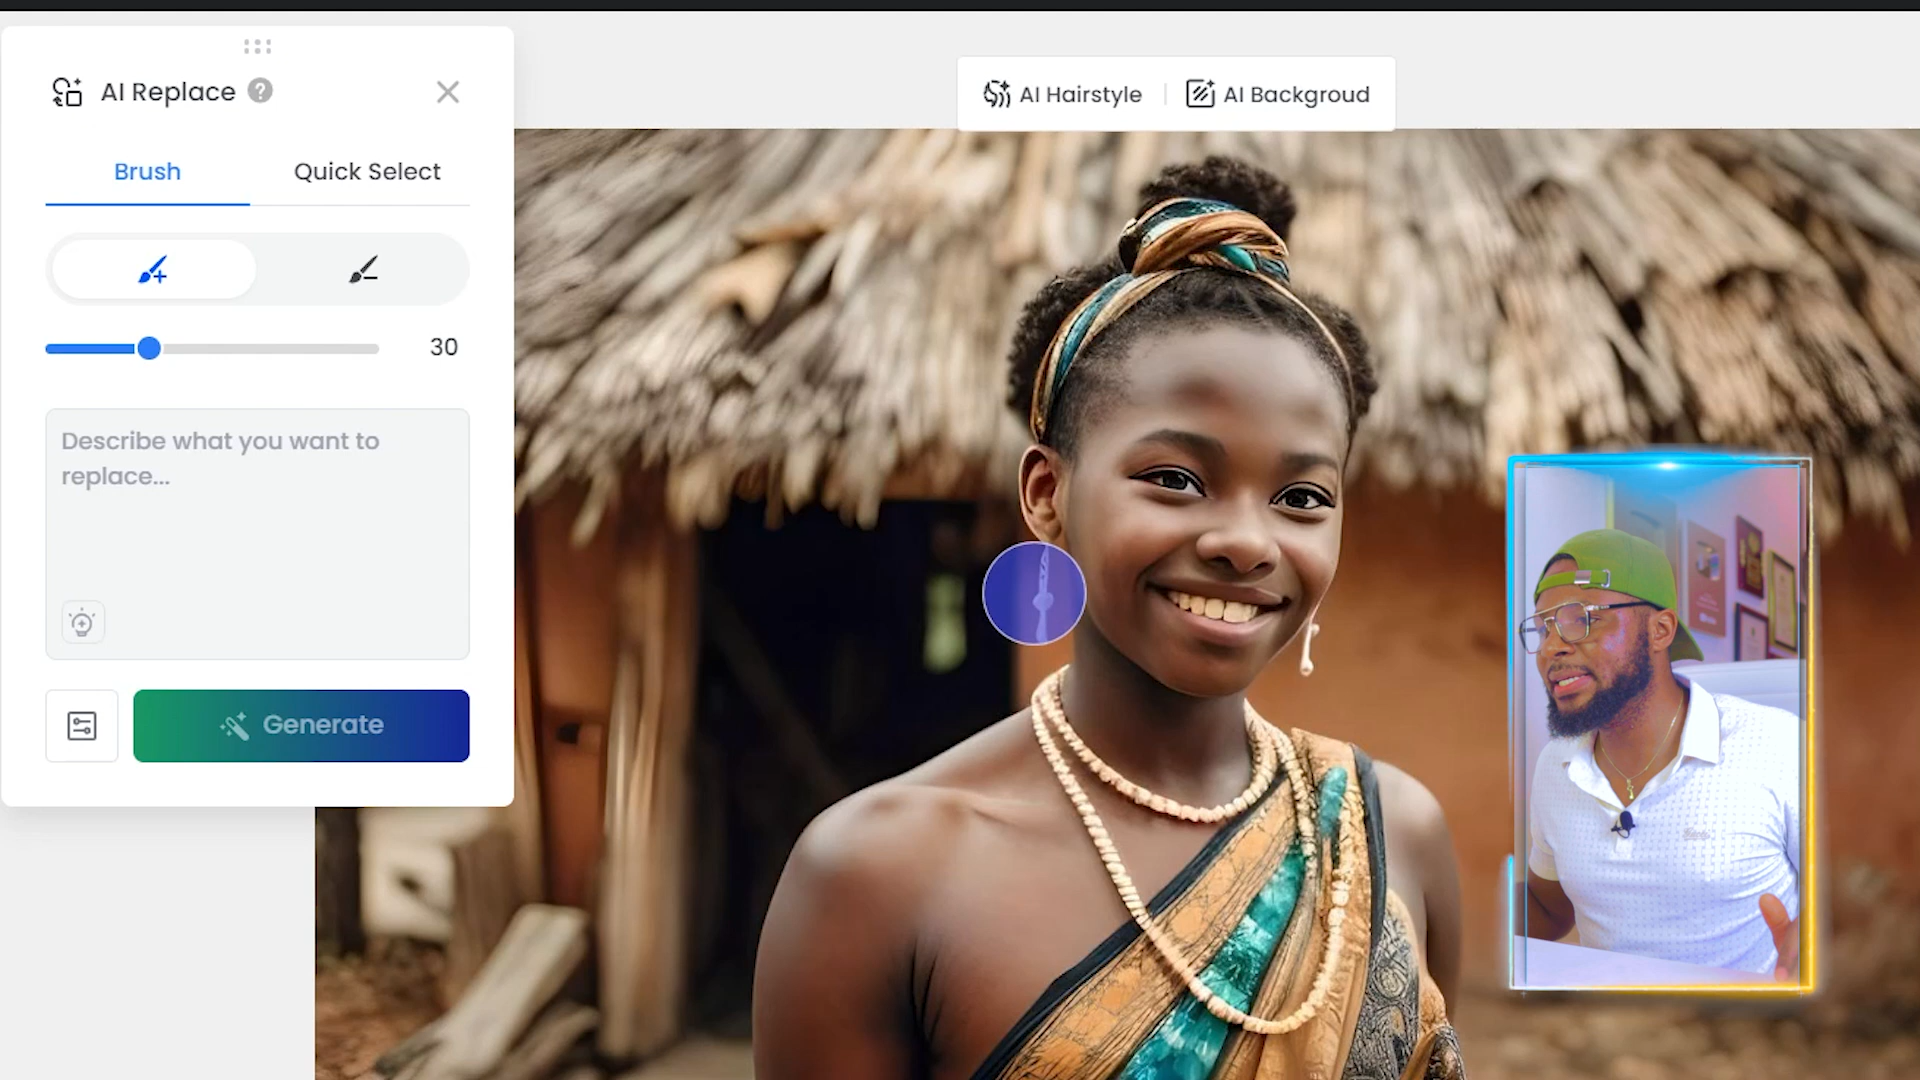 AI Replace ?
AI Hairstyle
AI Backgroud
Brush
Quick Select
30
Describe what you want to
replace...
Generate